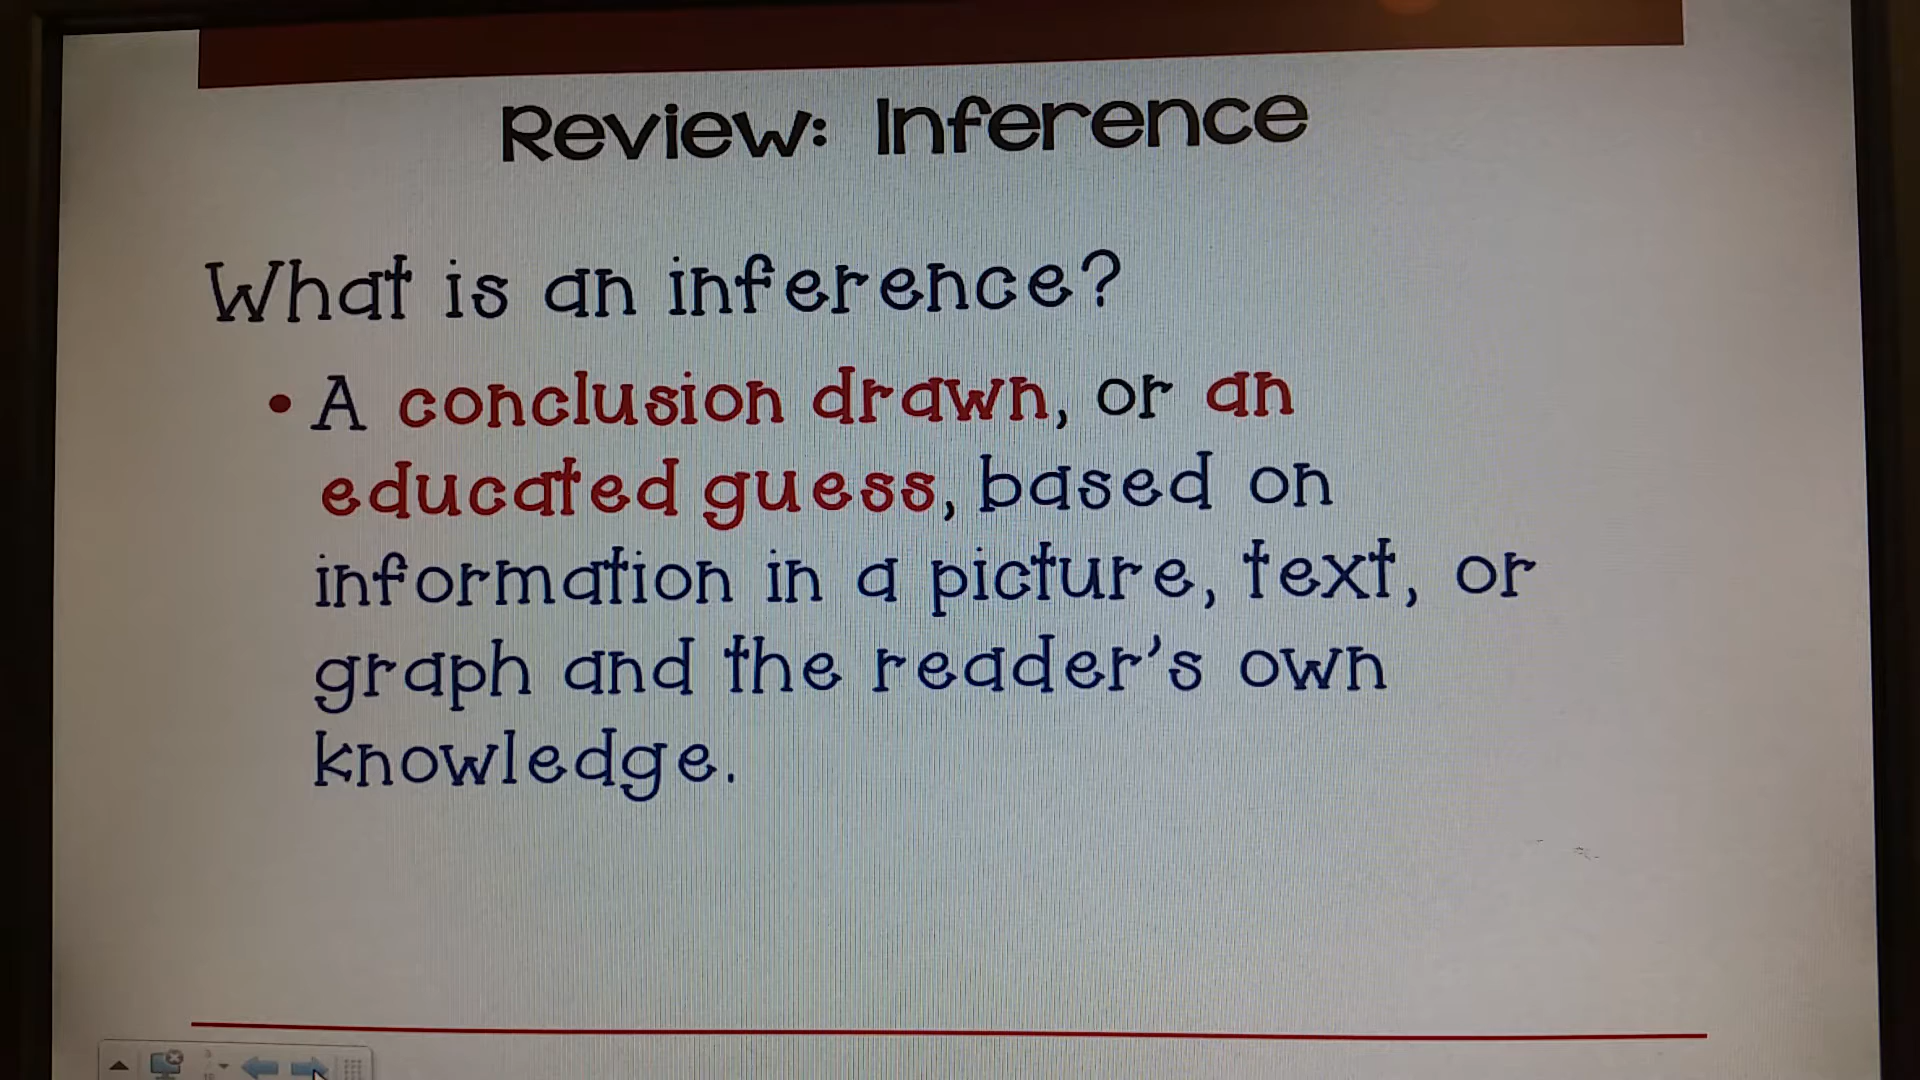 Review: Inference
What is an inference?
• A conclusion drawn, or an
educated guess, based on
information in a picture, text, or
graph and the reader's own
knowledge.